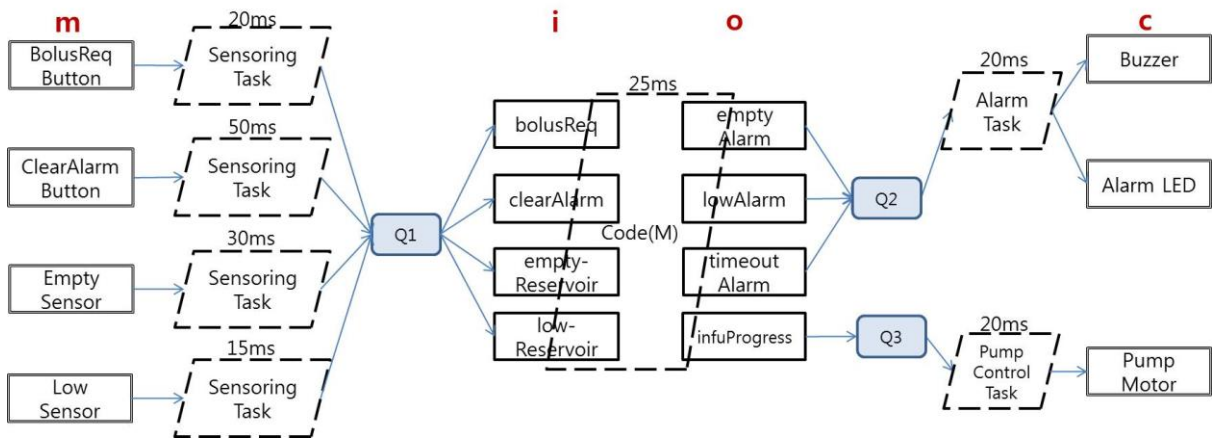 m
i
o
c
BolusReq
Button
20ms
Sensoring
Task
ClearAlarm
Button
50ms
Sensoring
Task
Empty
Sensor
30ms
Sensoring
Task
Low
Sensor
15ms
Sensoring
Task
Q1
25ms
bolusReq
clearAlarm
empty-
Reservoir
low-
Reservoir
Code(M)
empty
Alarm
lowAlarm
timeout
Alarm
infuProgress
Q2
Q3
20ms
Alarm
Task
20ms
Pump
Control
Task
Buzzer
Alarm LED
Pump
Motor